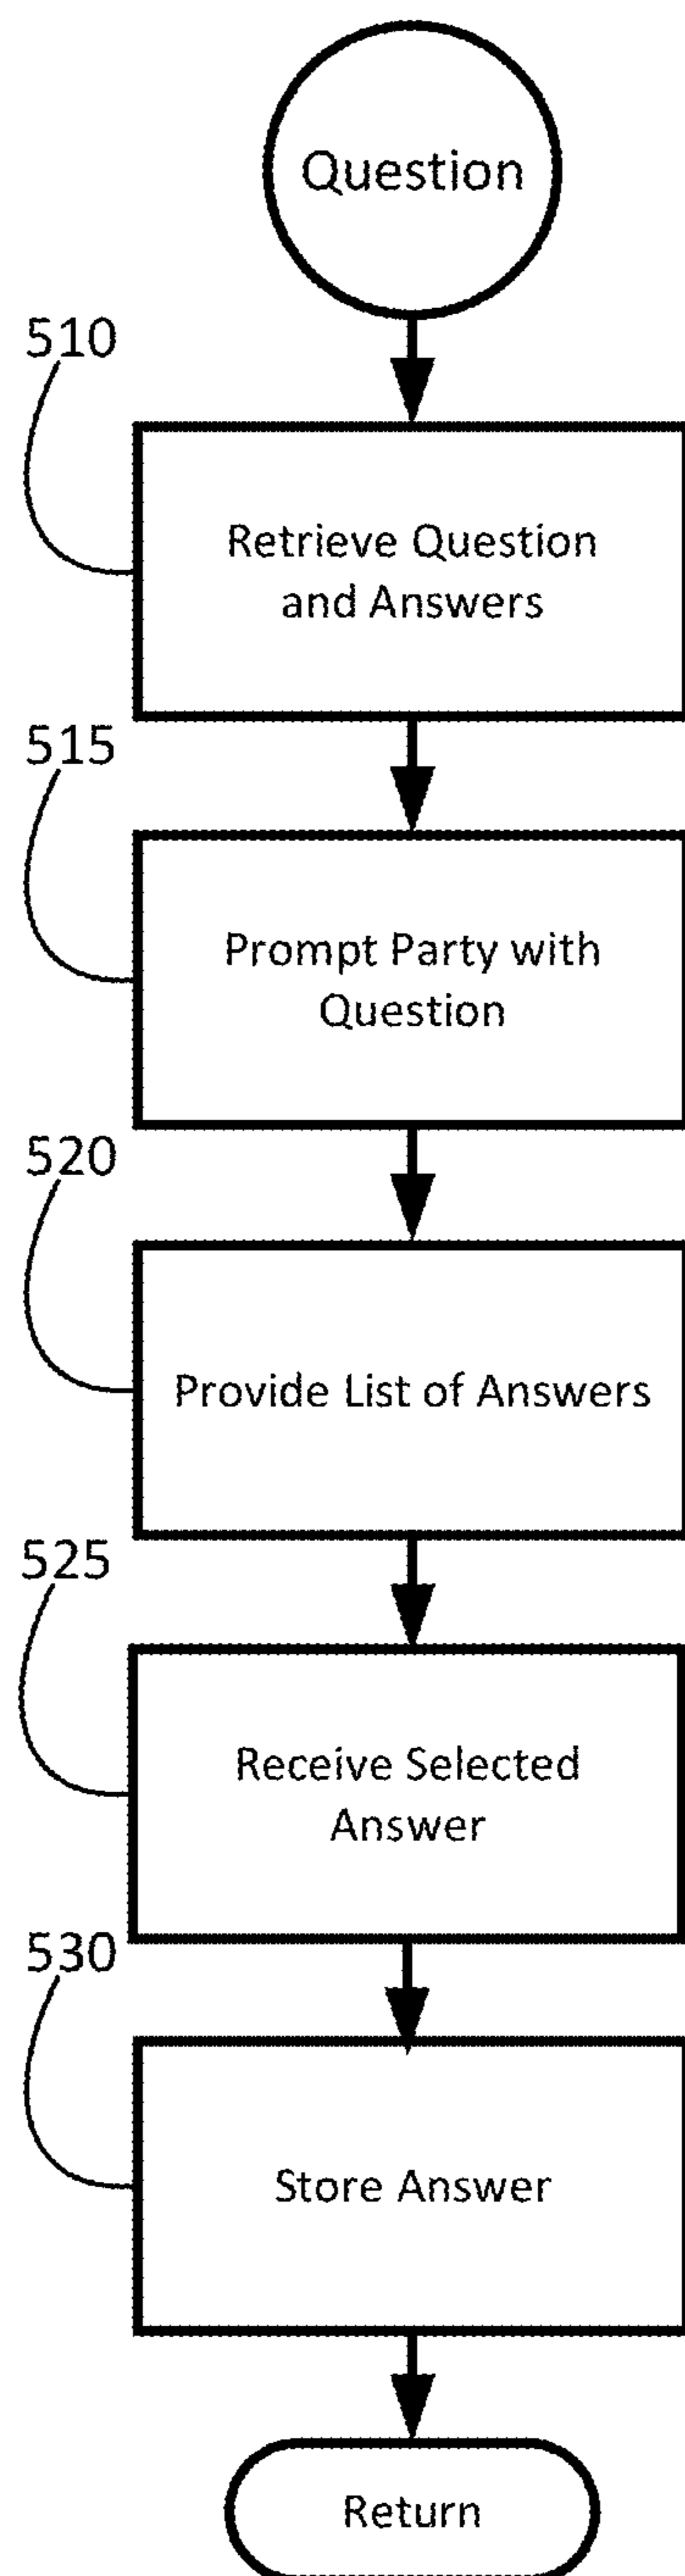 Question
510
Retrieve Question
and Answers
515
Prompt Party with
Question
520
Provide List of Answers
525
Receive Selected
Answer
530
Store Answer
Return